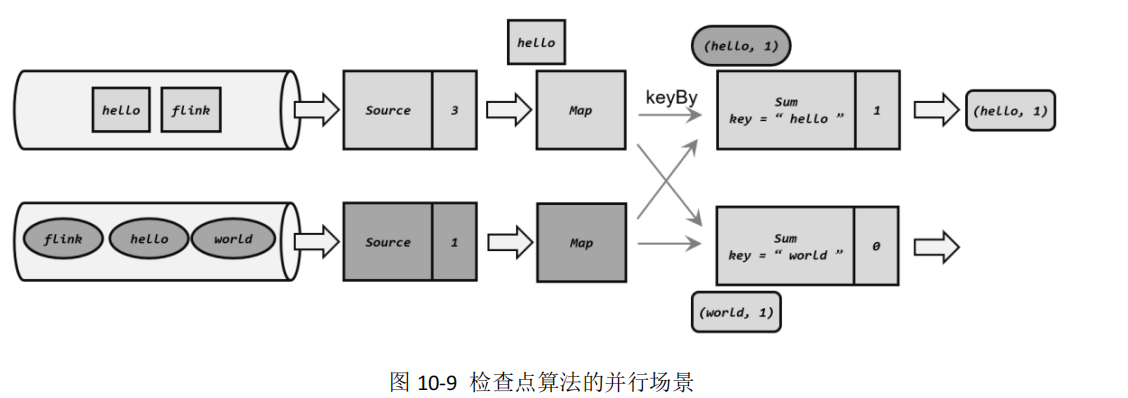 hello
(hello, 1)
hello
flink
Source
3
Map
keyBy
Sum
key = “ hello ”
1
(hello, 1)
flink
hello
world
Source
1
Map
Sum
key = “ world ”
0
(world, 1)
图 10-9 检查点算法的并行场景